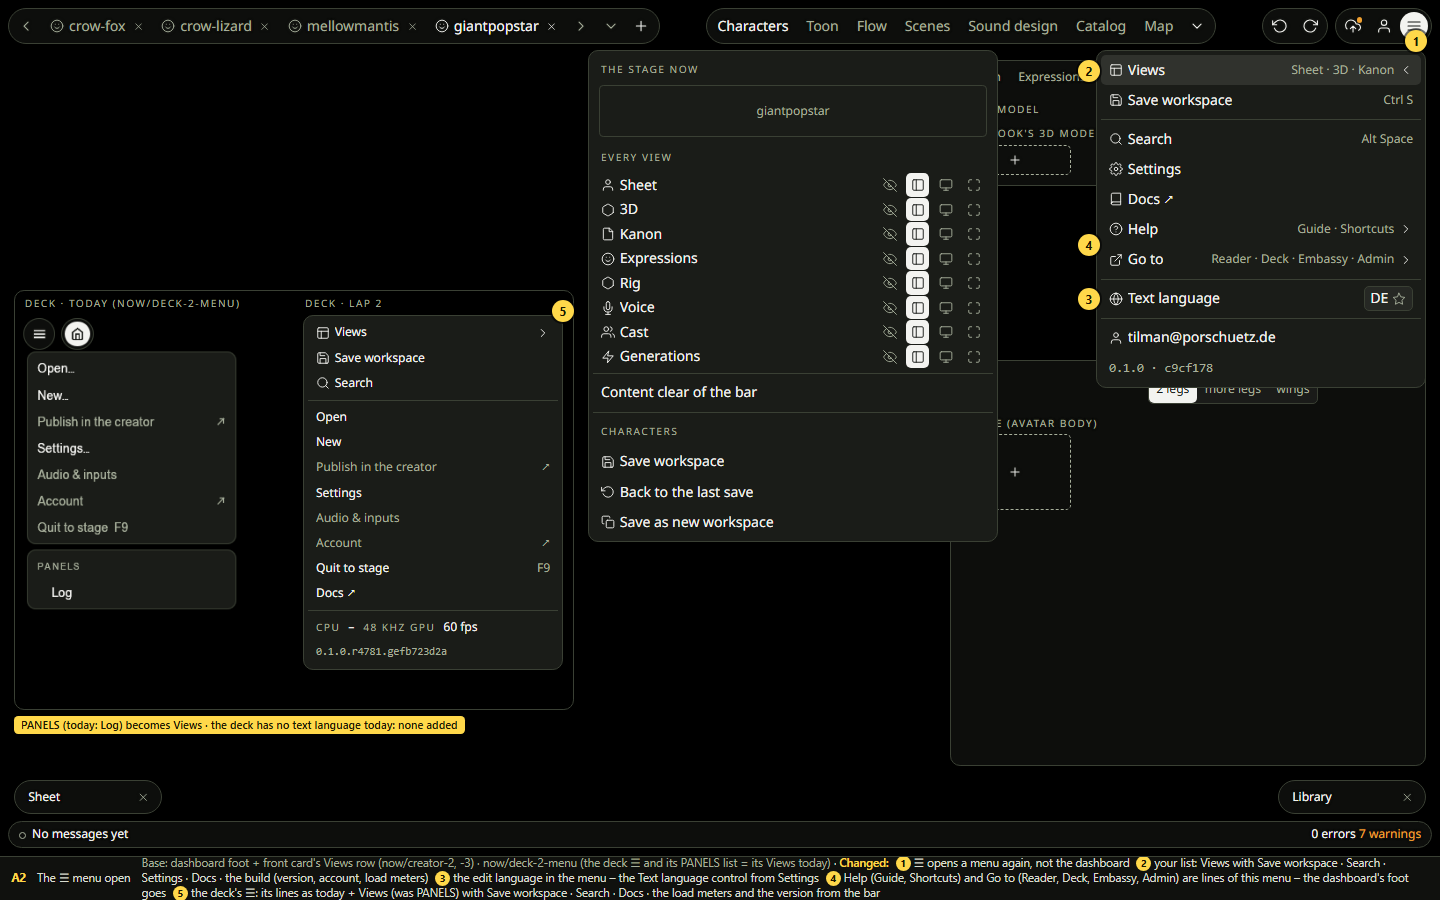 crow-fox
crow-lizard
mellowmantis
giantpopstar
Characters
Toon
Flow
Scenes
Sound design
Catalog
Map
1
THE STAGE NOW
giantpopstar
EVERY VIEW
Sheet
3D
Kanon
Expressions
Rig
Voice
Cast
Generations
Content clear of the bar
CHARACTERS
Save workspace
Back to the last save
Save as new workspace
Expression
MODEL
OOK'S 3D MODE
2 legs more legs wings
E (AVATAR BODY)
2
Views Sheet · 3D · Kanon
Save workspace Ctrl S
Search Alt Space
Settings
Docs ↗
Help Guide · Shortcuts
4
Go to Reader · Deck · Embassy · Admin
3
Text language DE
tilman@porschuetz.de
0.1.0 · c9cf178
DECK · TODAY (NOW/DECK-2-MENU)
Open…
New…
Publish in the creator ↗
Settings…
Audio & inputs
Account ↗
Quit to stage F9
PANELS
Log
DECK · LAP 2
5
Views
Save workspace
Search
Open
New
Publish in the creator ↗
Settings
Audio & inputs
Account ↗
Quit to stage F9
Docs ↗
CPU – 48 KHZ GPU 60 fps
0.1.0.r4781.gefb723d2a
PANELS (today: Log) becomes Views · the deck has no text language today: none added
Sheet
Library
No messages yet
0 errors 7 warnings
A2 The ☰ menu open
Base: dashboard foot + front card's Views row (now/creator-2, -3) · now/deck-2-menu (the deck ☰ and its PANELS list = its Views today) · Changed: 1 ☰ opens a menu again, not the dashboard 2 your list: Views with Save workspace · Search ·
Settings · Docs · the build (version, account, load meters) 3 the edit language in the menu – the Text language control from Settings 4 Help (Guide, Shortcuts) and Go to (Reader, Deck, Embassy, Admin) are lines of this menu – the dashboard's foot
goes 5 the deck's ☰: its lines as today + Views (was PANELS) with Save workspace · Search · Docs · the load meters and the version from the bar